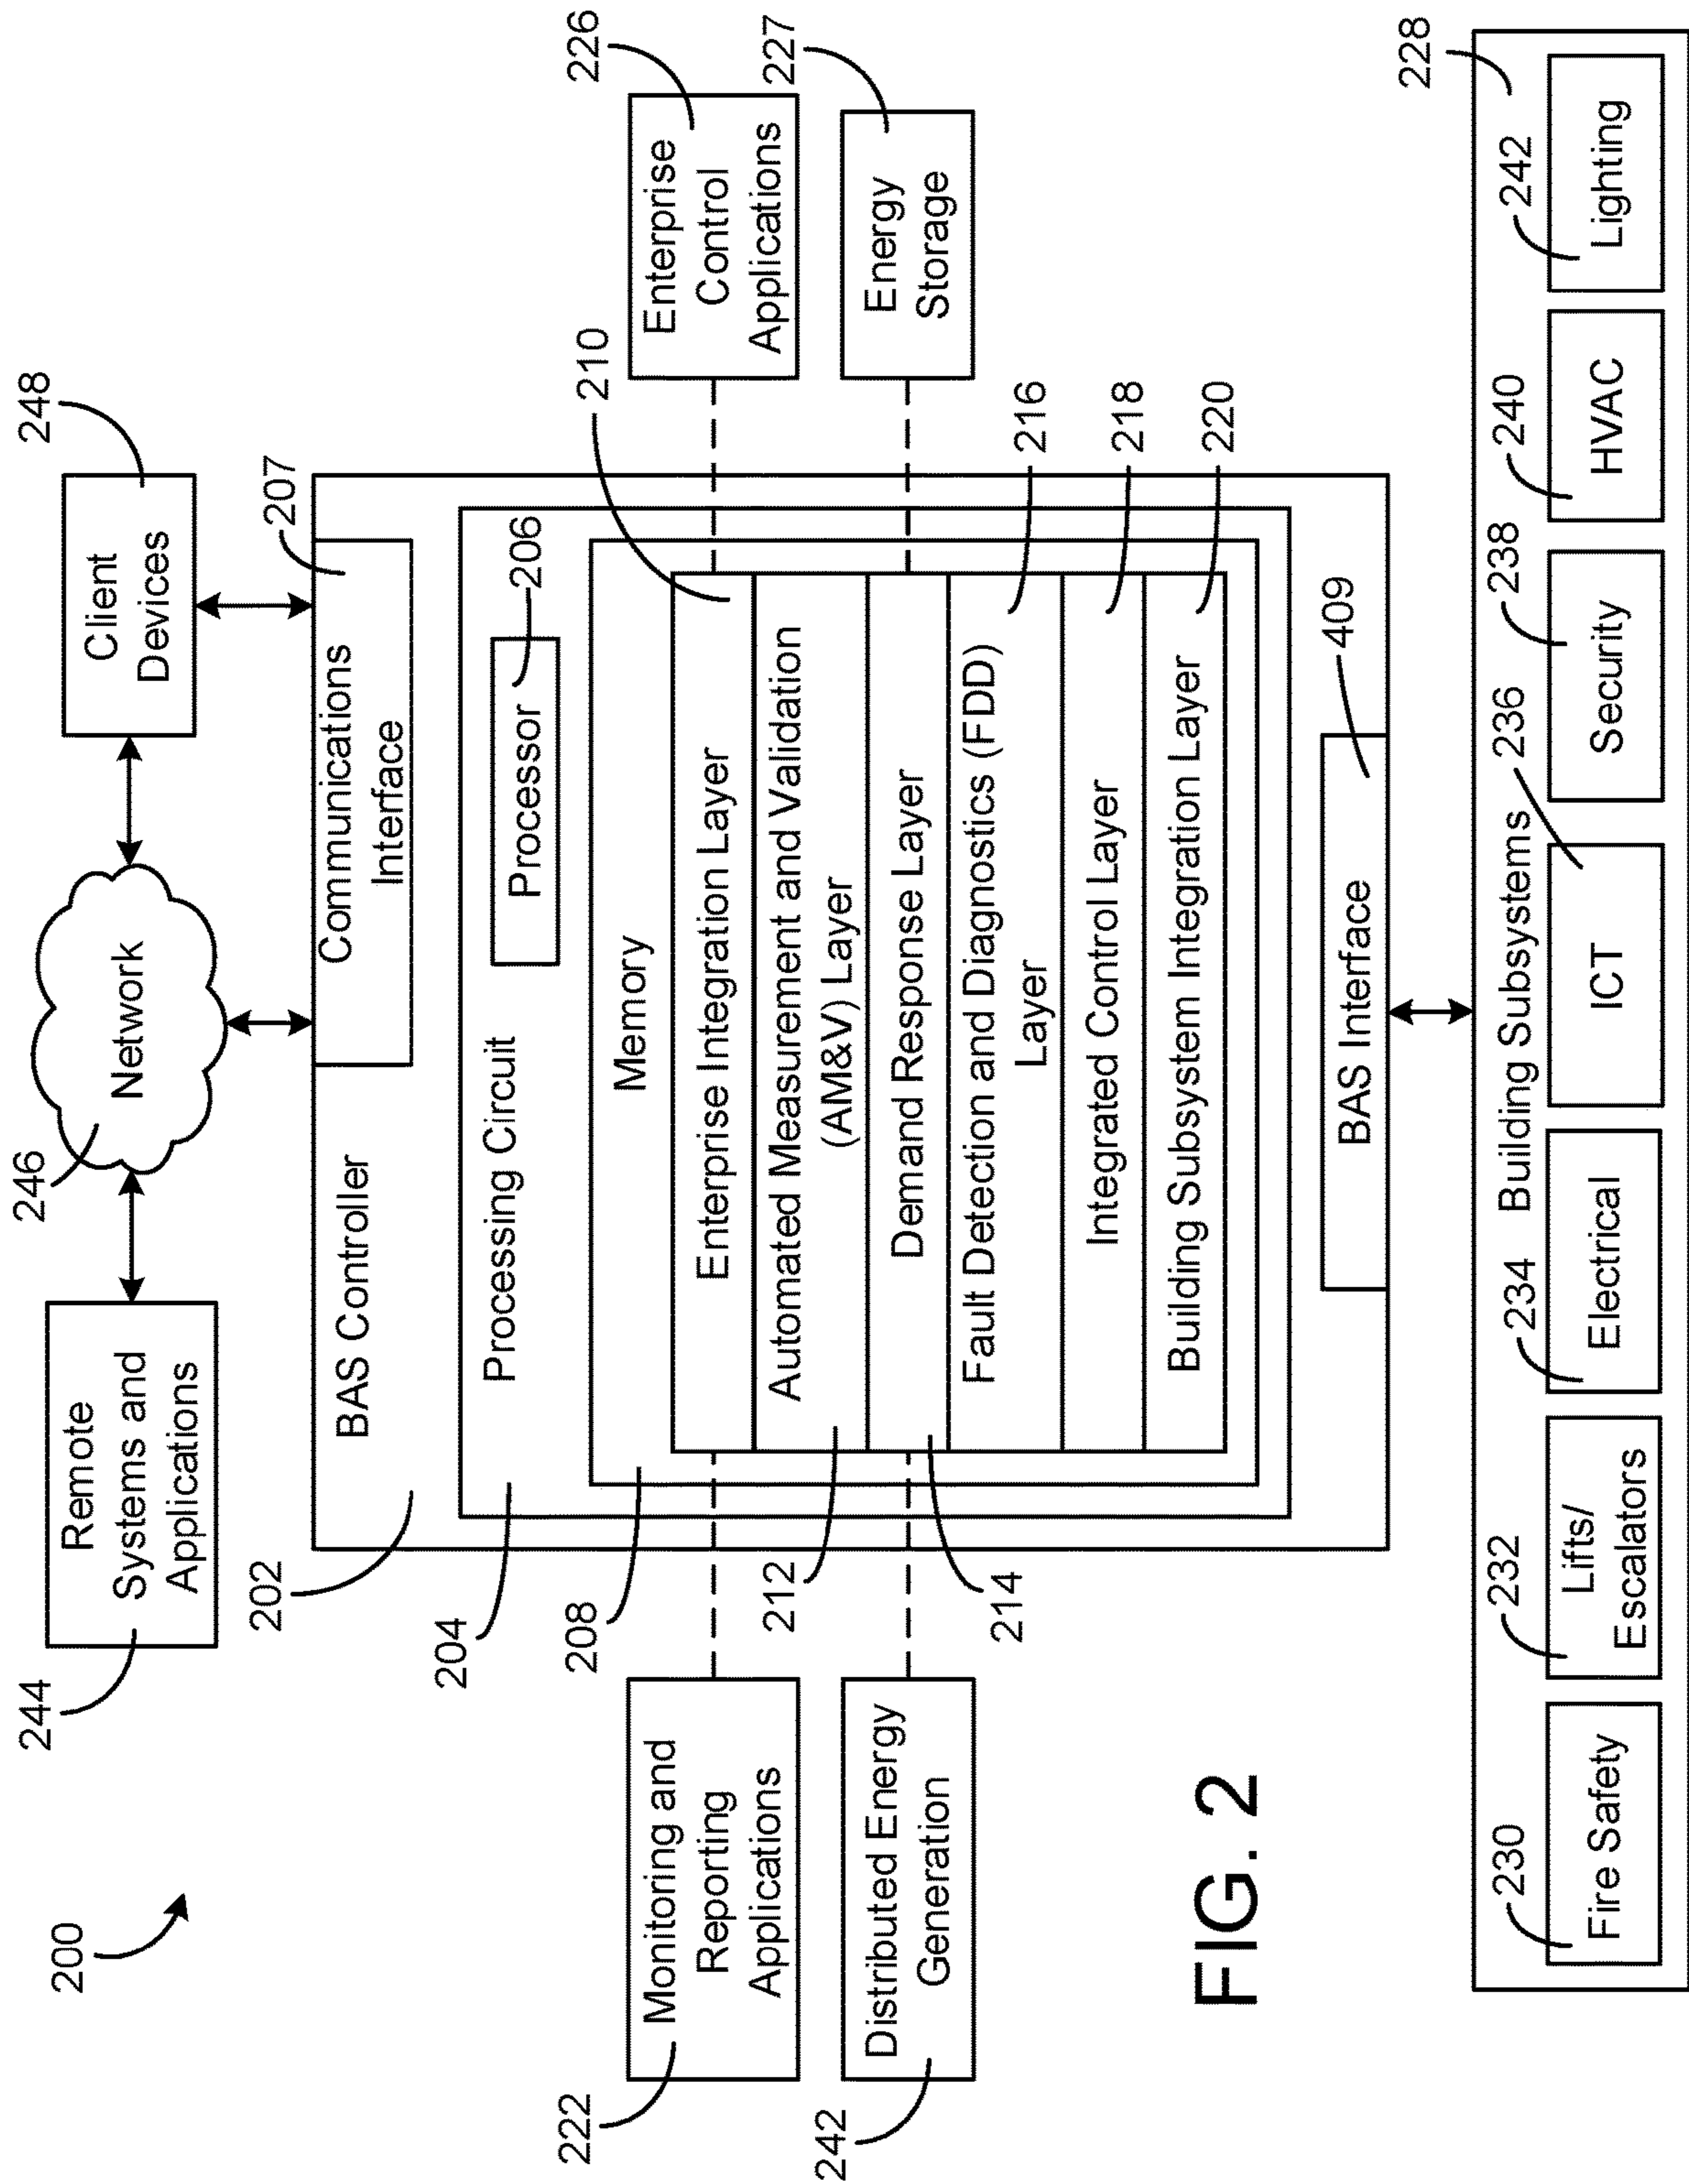 200
244
Remote
Systems and
Applications
246
Network
248
Client
Devices
202
BAS Controller
207
Communications
Interface
204
Processing Circuit
Processor
206
208
Memory
210
Enterprise Integration Layer
Automated Measurement and Validation
(AM&V) Layer
212
Demand Response Layer
214
Fault Detection and Diagnostics (FDD)
Layer
216
Integrated Control Layer
218
Building Subsystem Integration Layer
220
222
Monitoring and
Reporting
Applications
226
Enterprise
Control
Applications
242
Distributed Energy
Generation
227
Energy
Storage
BAS Interface
409
FIG. 2
Building Subsystems
228
230
Fire Safety
232
Lifts/
Escalators
234
Electrical
236
ICT
238
Security
240
HVAC
242
Lighting